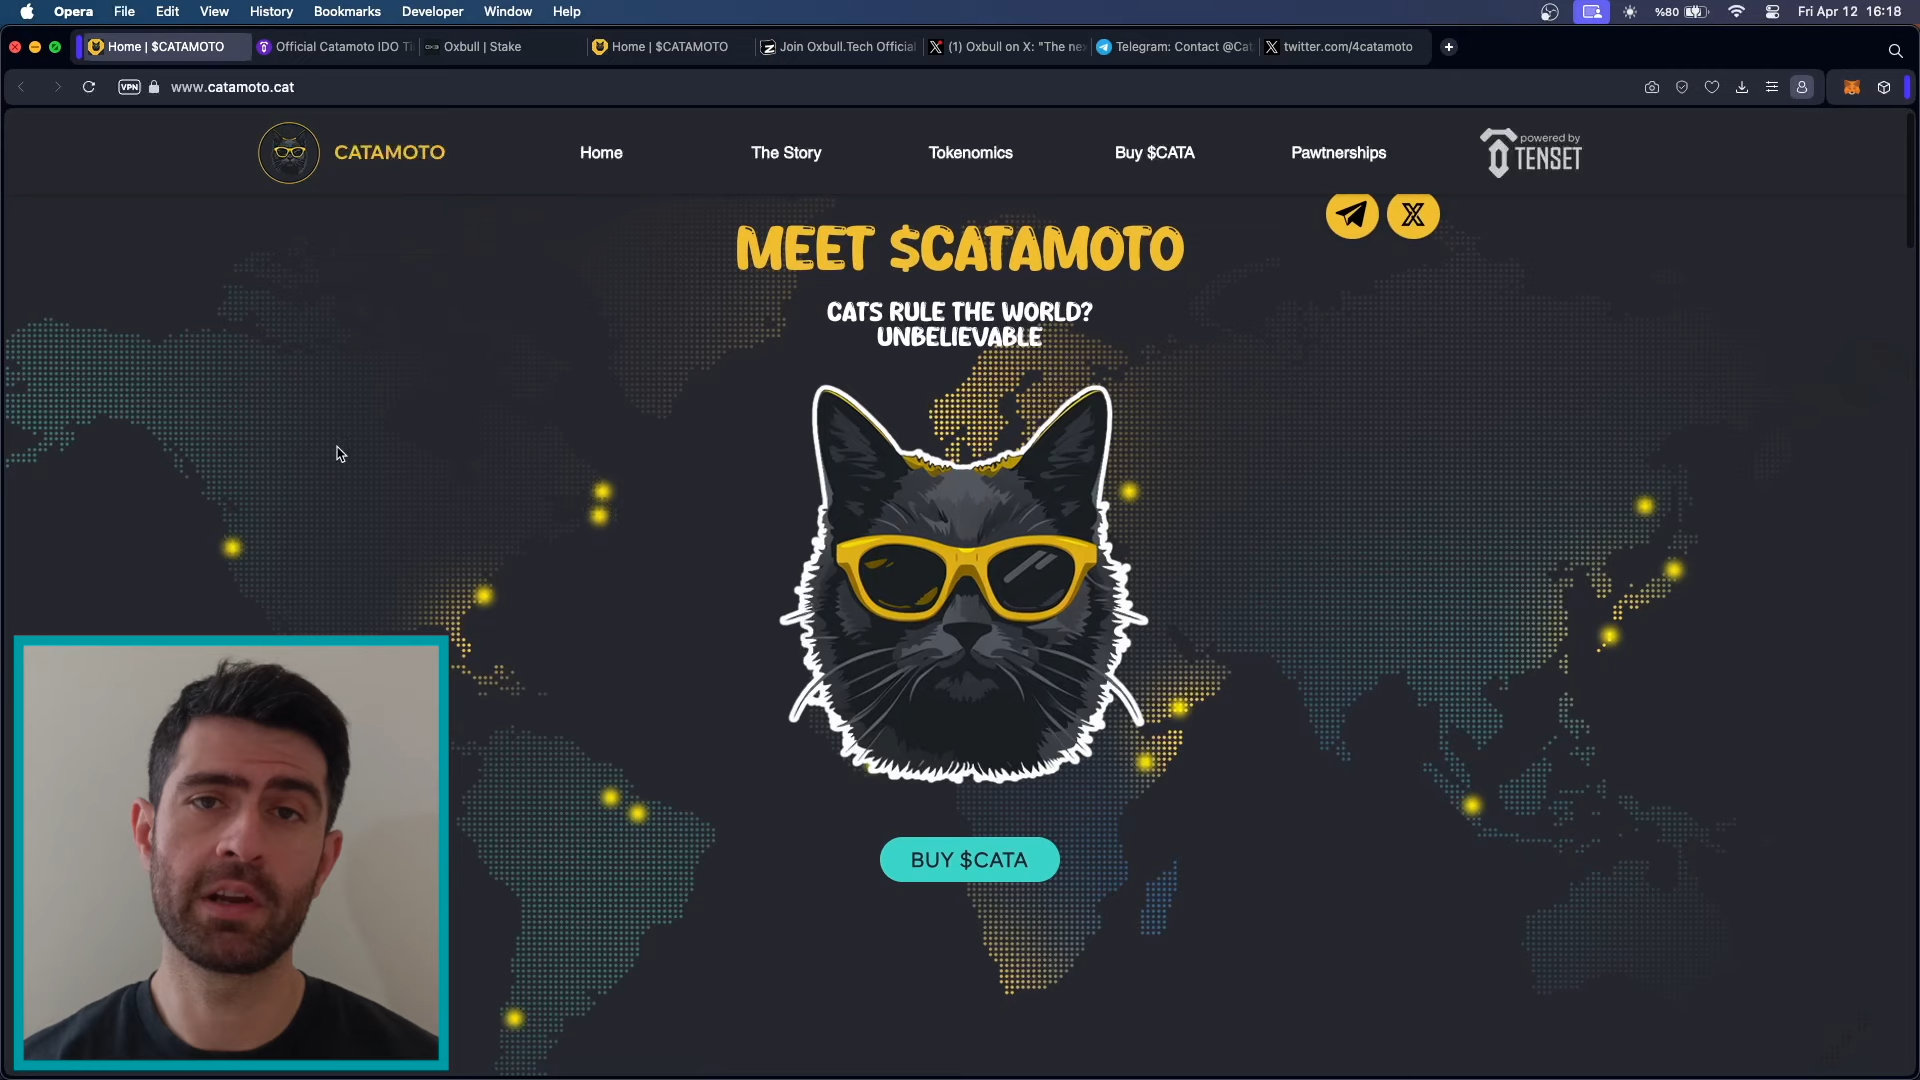 Opera File Edit View History Bookmarks Developer Window Help %80 Fri Apr 12 16:18
Home | $CATAMOTO Official Catamoto IDO Ti Oxbull | Stake Home | $CATAMOTO Join Oxbull.Tech Official (1) Oxbull on X: "The ne Telegram: Contact @Cat twitter.com/4catamoto
VPN www.catamoto.cat
CATAMOTO Home The Story Tokenomics Buy $CATA Pawtnerships powered by
TENSET
MEET $CATAMOTO
CATS RULE THE WORLD?
UNBELIEVABLE
BUY $CATA